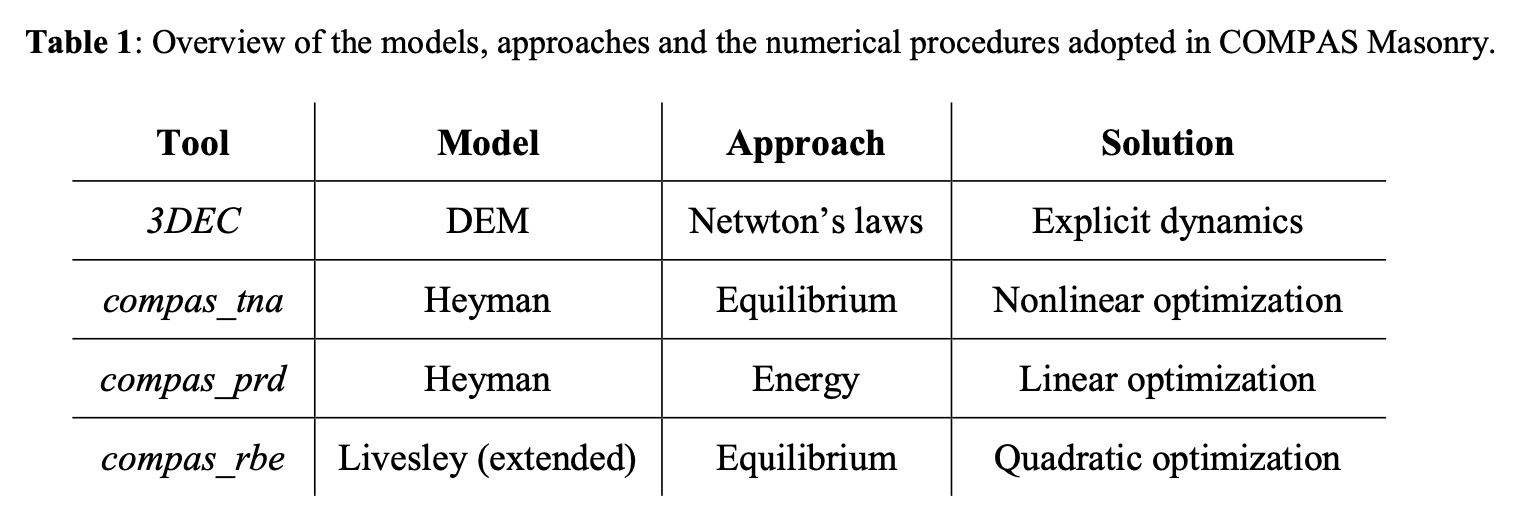 Table 1: Overview of the models, approaches and the numerical procedures adopted in COMPAS Masonry.
Tool Model Approach Solution
3DEC DEM Netwton’s laws Explicit dynamics
compas_tna Heyman Equilibrium Nonlinear optimization
compas_prd Heyman Energy Linear optimization
compas_rbe Livesley (extended) Equilibrium Quadratic optimization